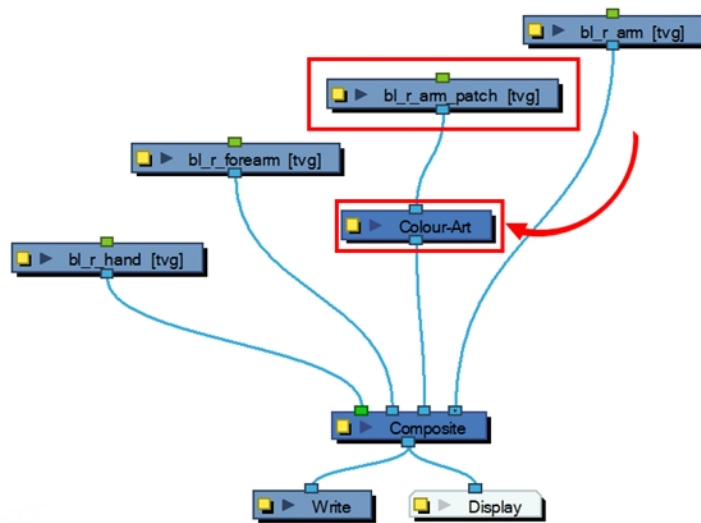 bl_r_arm [tvg]
bl_r_arm_patch [tvg]
bl_r_forearm [tvg]
Colour-Art
bl_r_hand [tvg]
Composite
Write
Display